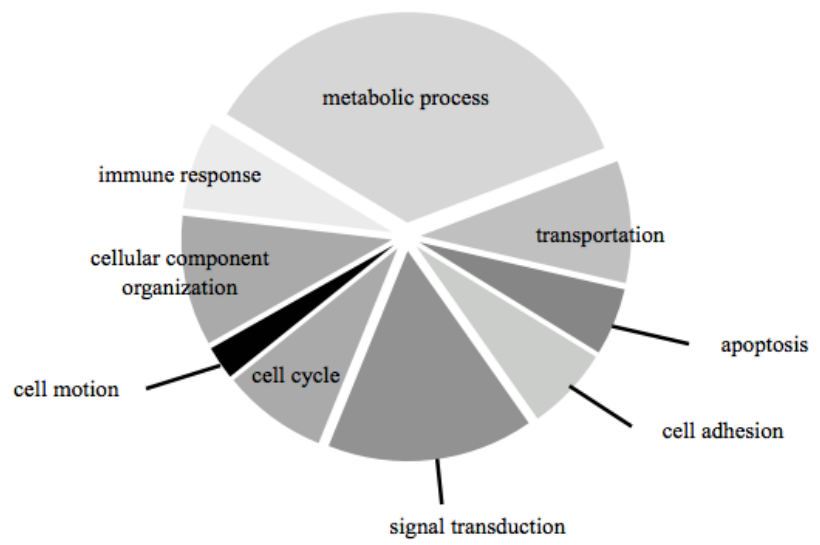 metabolic process
immune response
transportation
cellular component
organization
apoptosis
cell cycle
cell motion
cell adhesion
signal transduction